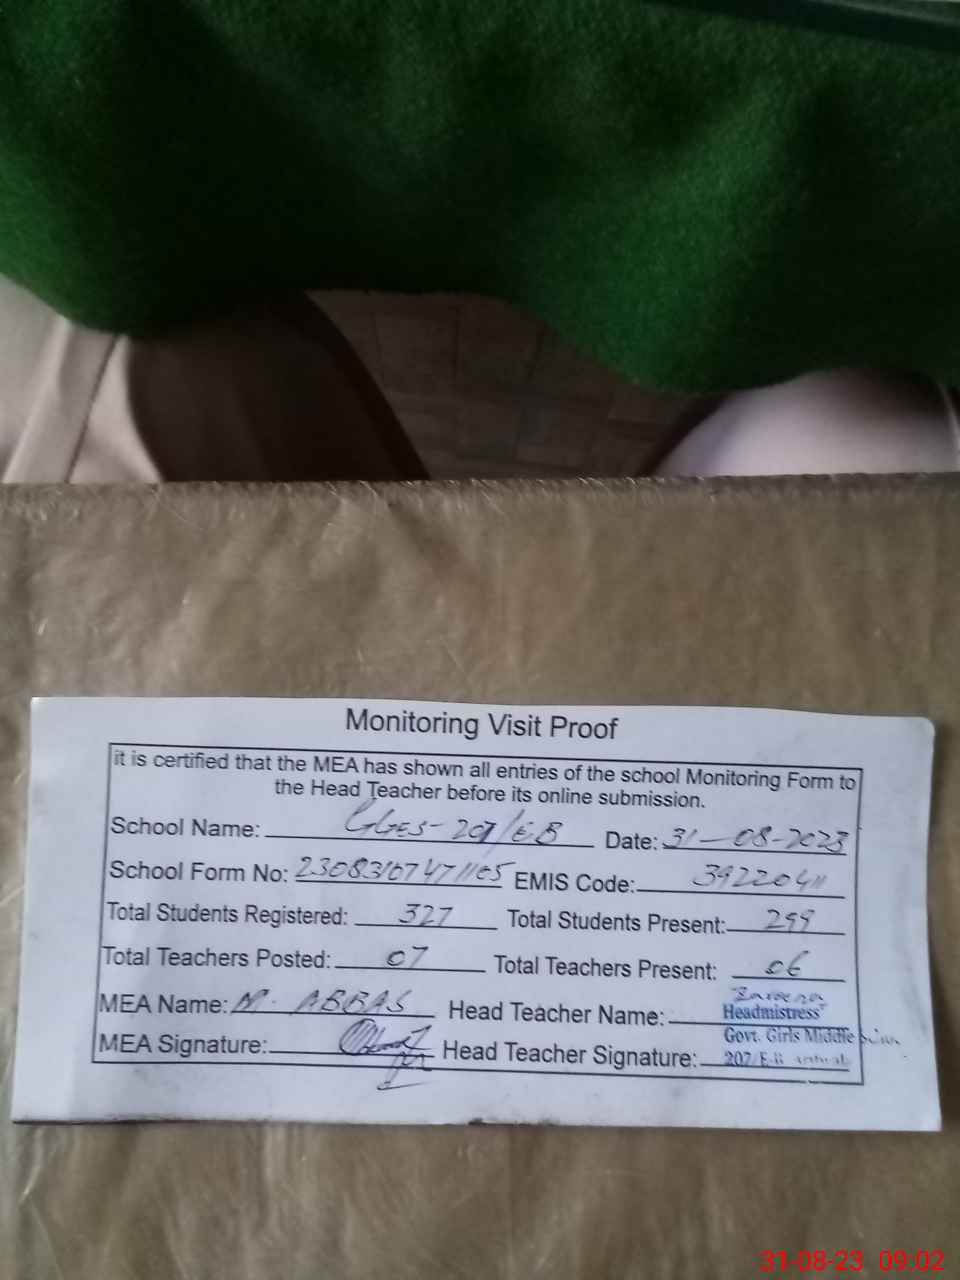 Monitoring Visit Proof
it is certified that the MEA has shown all entries of the school Monitoring Form to
the Head Teacher before its online submission.
School Name: GGES-207/EB Date: 31-08-2023
School Form No: EMIS Code: 39220411
Total Students Registered: 327 Total Students Present: 299
Total Teachers Posted: 07 Total Teachers Present: 06
MEA Name: M. ABBAS Head Teacher Name:
Headmistress
Govt. Girls Middle
MEA Signature: Head Teacher Signature: 207/E.B
31-08-23 09:02